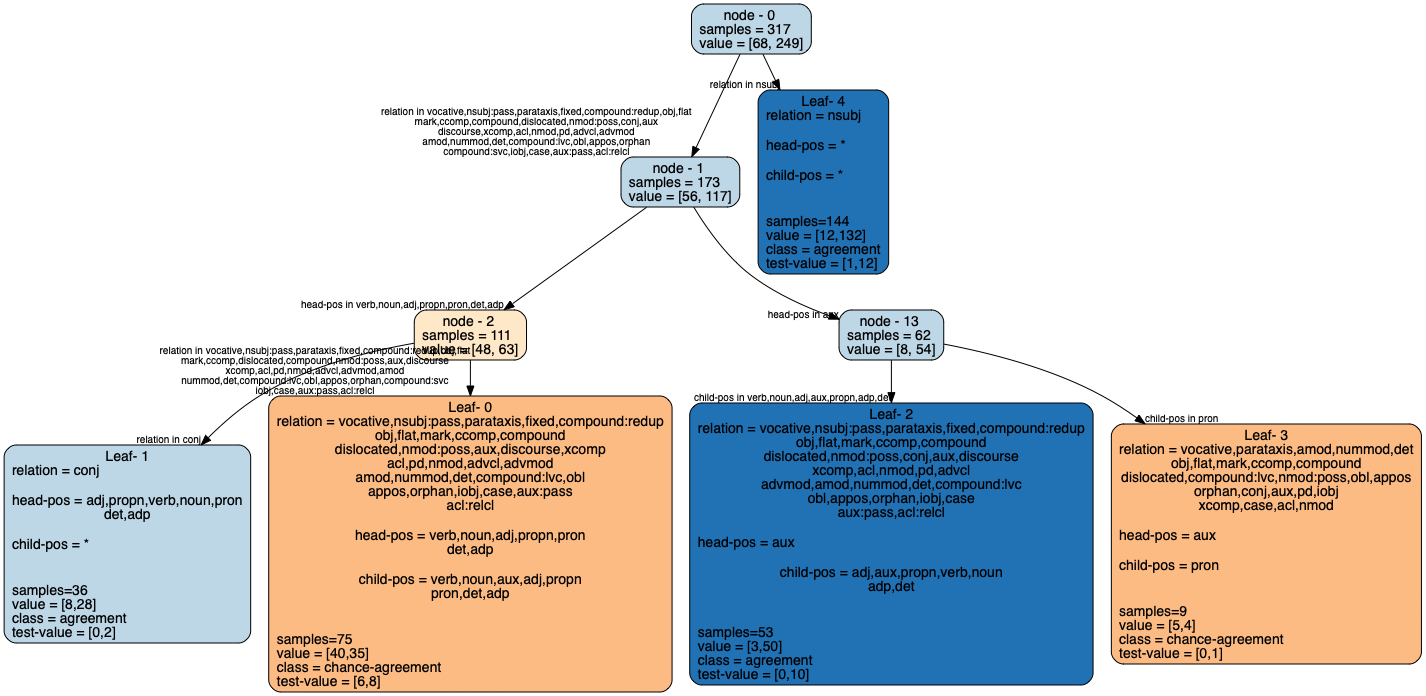 node - 0
samples = 317
value = [68, 249]
relation in nsubj
relation in vocative,nsubj:pass,parataxis,fixed,compound:redup,obj,flat
mark,ccomp,compound,dislocated,nmod:poss,conj,aux
discourse,xcomp,acl,nmod,pd,advcl,advmod
amod,nummod,det,compound:lvc,obl,appos,orphan
compound:svc,iobj,case,aux:pass,acl:relcl
Leaf- 4
relation = nsubj
head-pos = *
child-pos = *
samples=144
value = [12,132]
class = agreement
test-value = [1,12]
node - 1
samples = 173
value = [56, 117]
head-pos in verb,noun,adj,propn,pron,det,adp
head-pos in aux
node - 2
samples = 111
value = [48, 63]
node - 13
samples = 62
value = [8, 54]
relation in vocative,nsubj:pass,parataxis,fixed,compound:redup,obj,flat
mark,ccomp,dislocated,compound,nmod:poss,aux,discourse
xcomp,acl,pd,nmod,advcl,advmod,amod
nummod,det,compound:lvc,obl,appos,orphan,compound:svc
iobj,case,aux:pass,acl:relcl
relation in conj
child-pos in verb,noun,adj,aux,propn,adp,det
child-pos in pron
Leaf- 1
relation = conj
head-pos = adj,propn,verb,noun,pron
det,adp
child-pos = *
samples=36
value = [8,28]
class = agreement
test-value = [0,2]
Leaf- 0
relation = vocative,nsubj:pass,parataxis,fixed,compound:redup
obj,flat,mark,ccomp,compound
dislocated,nmod:poss,aux,discourse,xcomp
acl,pd,nmod,advcl,advmod
amod,nummod,det,compound:lvc,obl
appos,orphan,iobj,case,aux:pass
acl:relcl
head-pos = verb,noun,adj,propn,pron
det,adp
child-pos = verb,noun,aux,adj,propn
pron,det,adp
samples=75
value = [40,35]
class = chance-agreement
test-value = [6,8]
Leaf- 2
relation = vocative,nsubj:pass,parataxis,fixed,compound:redup
obj,flat,mark,ccomp,compound
dislocated,nmod:poss,conj,aux,discourse
xcomp,acl,nmod,pd,advcl
advmod,amod,nummod,det,compound:lvc
obl,appos,orphan,iobj,case
aux:pass,acl:relcl
head-pos = aux
child-pos = adj,aux,propn,verb,noun
adp,det
samples=53
value = [3,50]
class = agreement
test-value = [0,10]
Leaf- 3
relation = vocative,parataxis,amod,nummod,det
obj,flat,mark,ccomp,compound
dislocated,compound:lvc,nmod:poss,obl,appos
orphan,conj,aux,pd,iobj
xcomp,case,acl,nmod
head-pos = aux
child-pos = pron
samples=9
value = [5,4]
class = chance-agreement
test-value = [0,1]